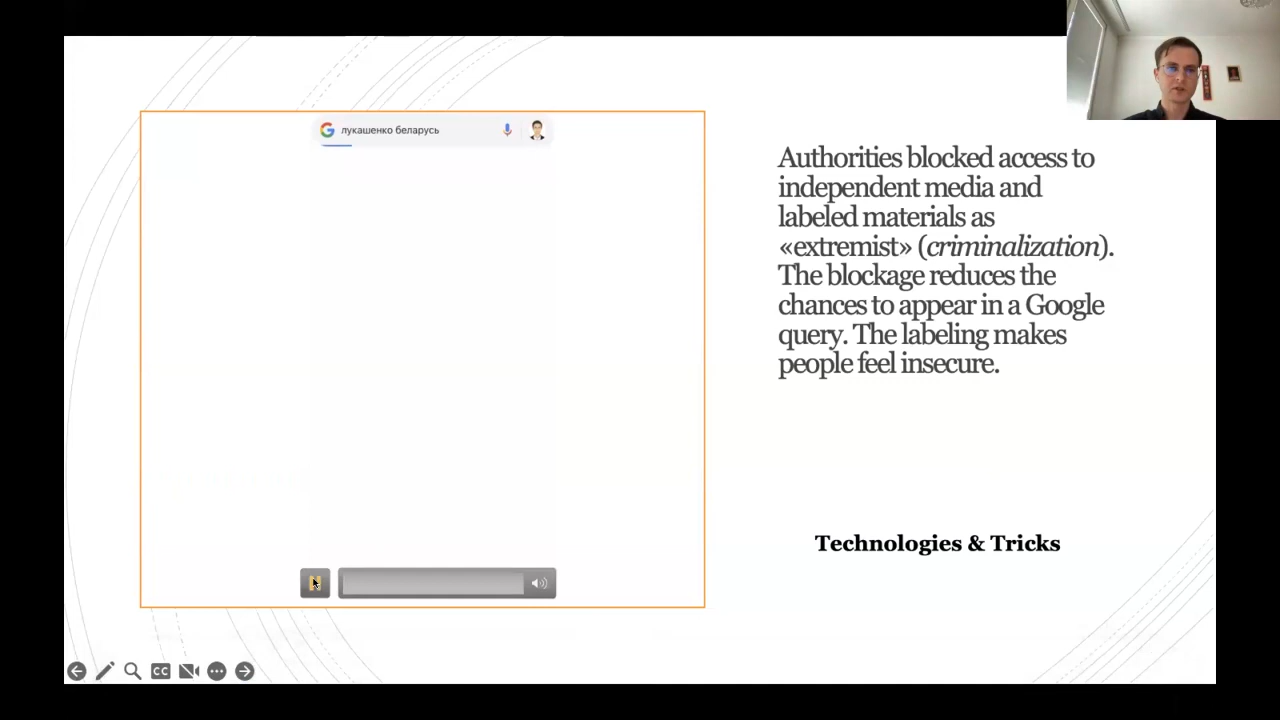 лукашенко беларусь
Authorities blocked access to
independent media and
labeled materials as
«extremist» (criminalization).
The blockage reduces the
chances to appear in a Google
query. The labeling makes
people feel insecure.
Technologies & Tricks
CC